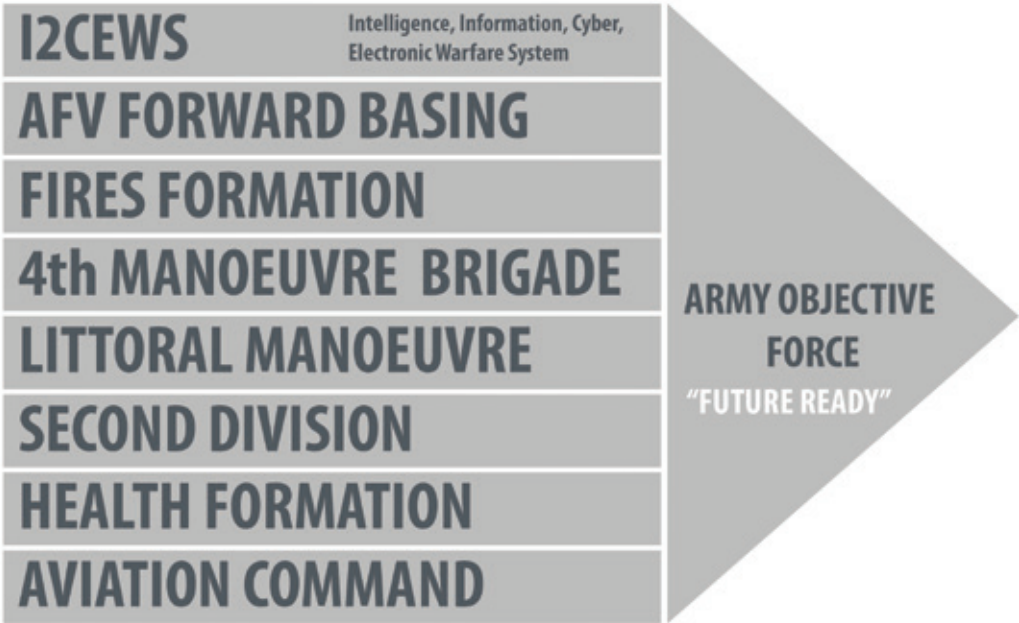 I2CEWS
Intelligence, Information, Cyber,
Electronic Warfare System
AFV FORWARD BASING
FIRES FORMATION
4th MANOEUVRE BRIGADE
LITTORAL MANOEUVRE
SECOND DIVISION
HEALTH FORMATION
AVIATION COMMAND
ARMY OBJECTIVE
FORCE
“FUTURE READY”